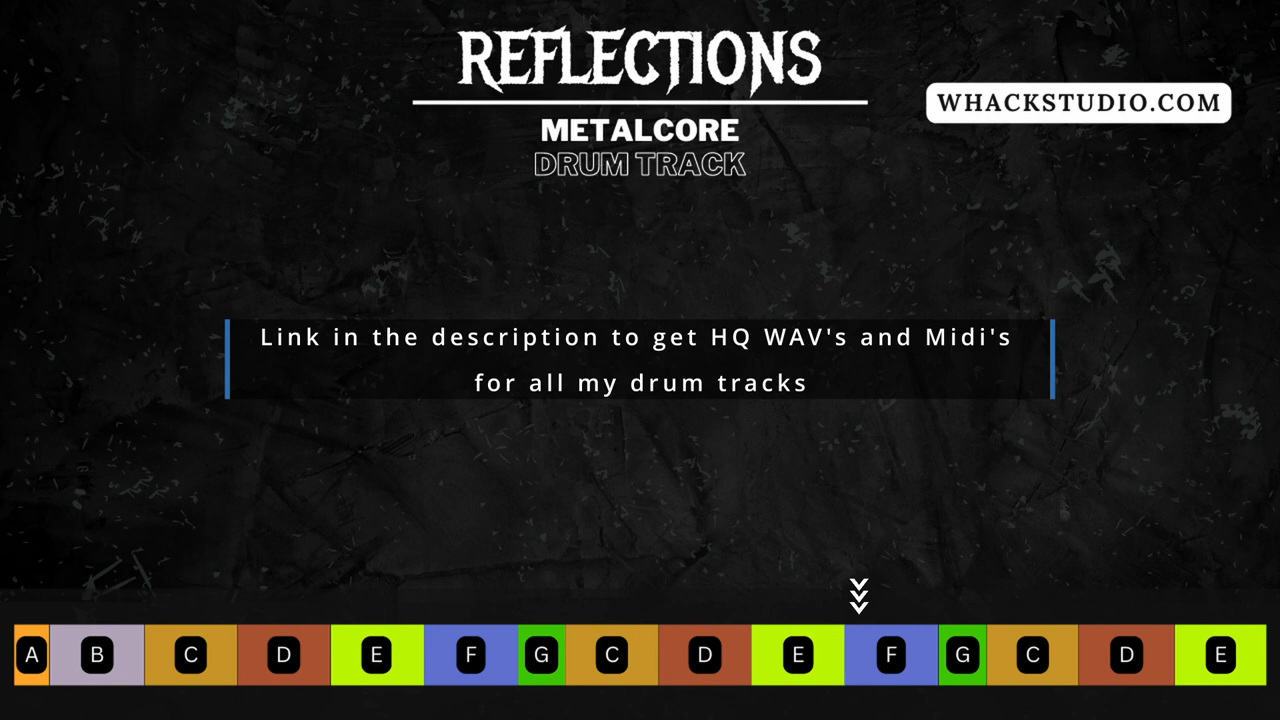 REFLECTIONS
WHACKSTUDIO.COM
METALCORE
DRUM TRACK
Link in the description to get HQ WAV's and Midi's
for all my drum tracks
A B C D E F G C D E F G C D E